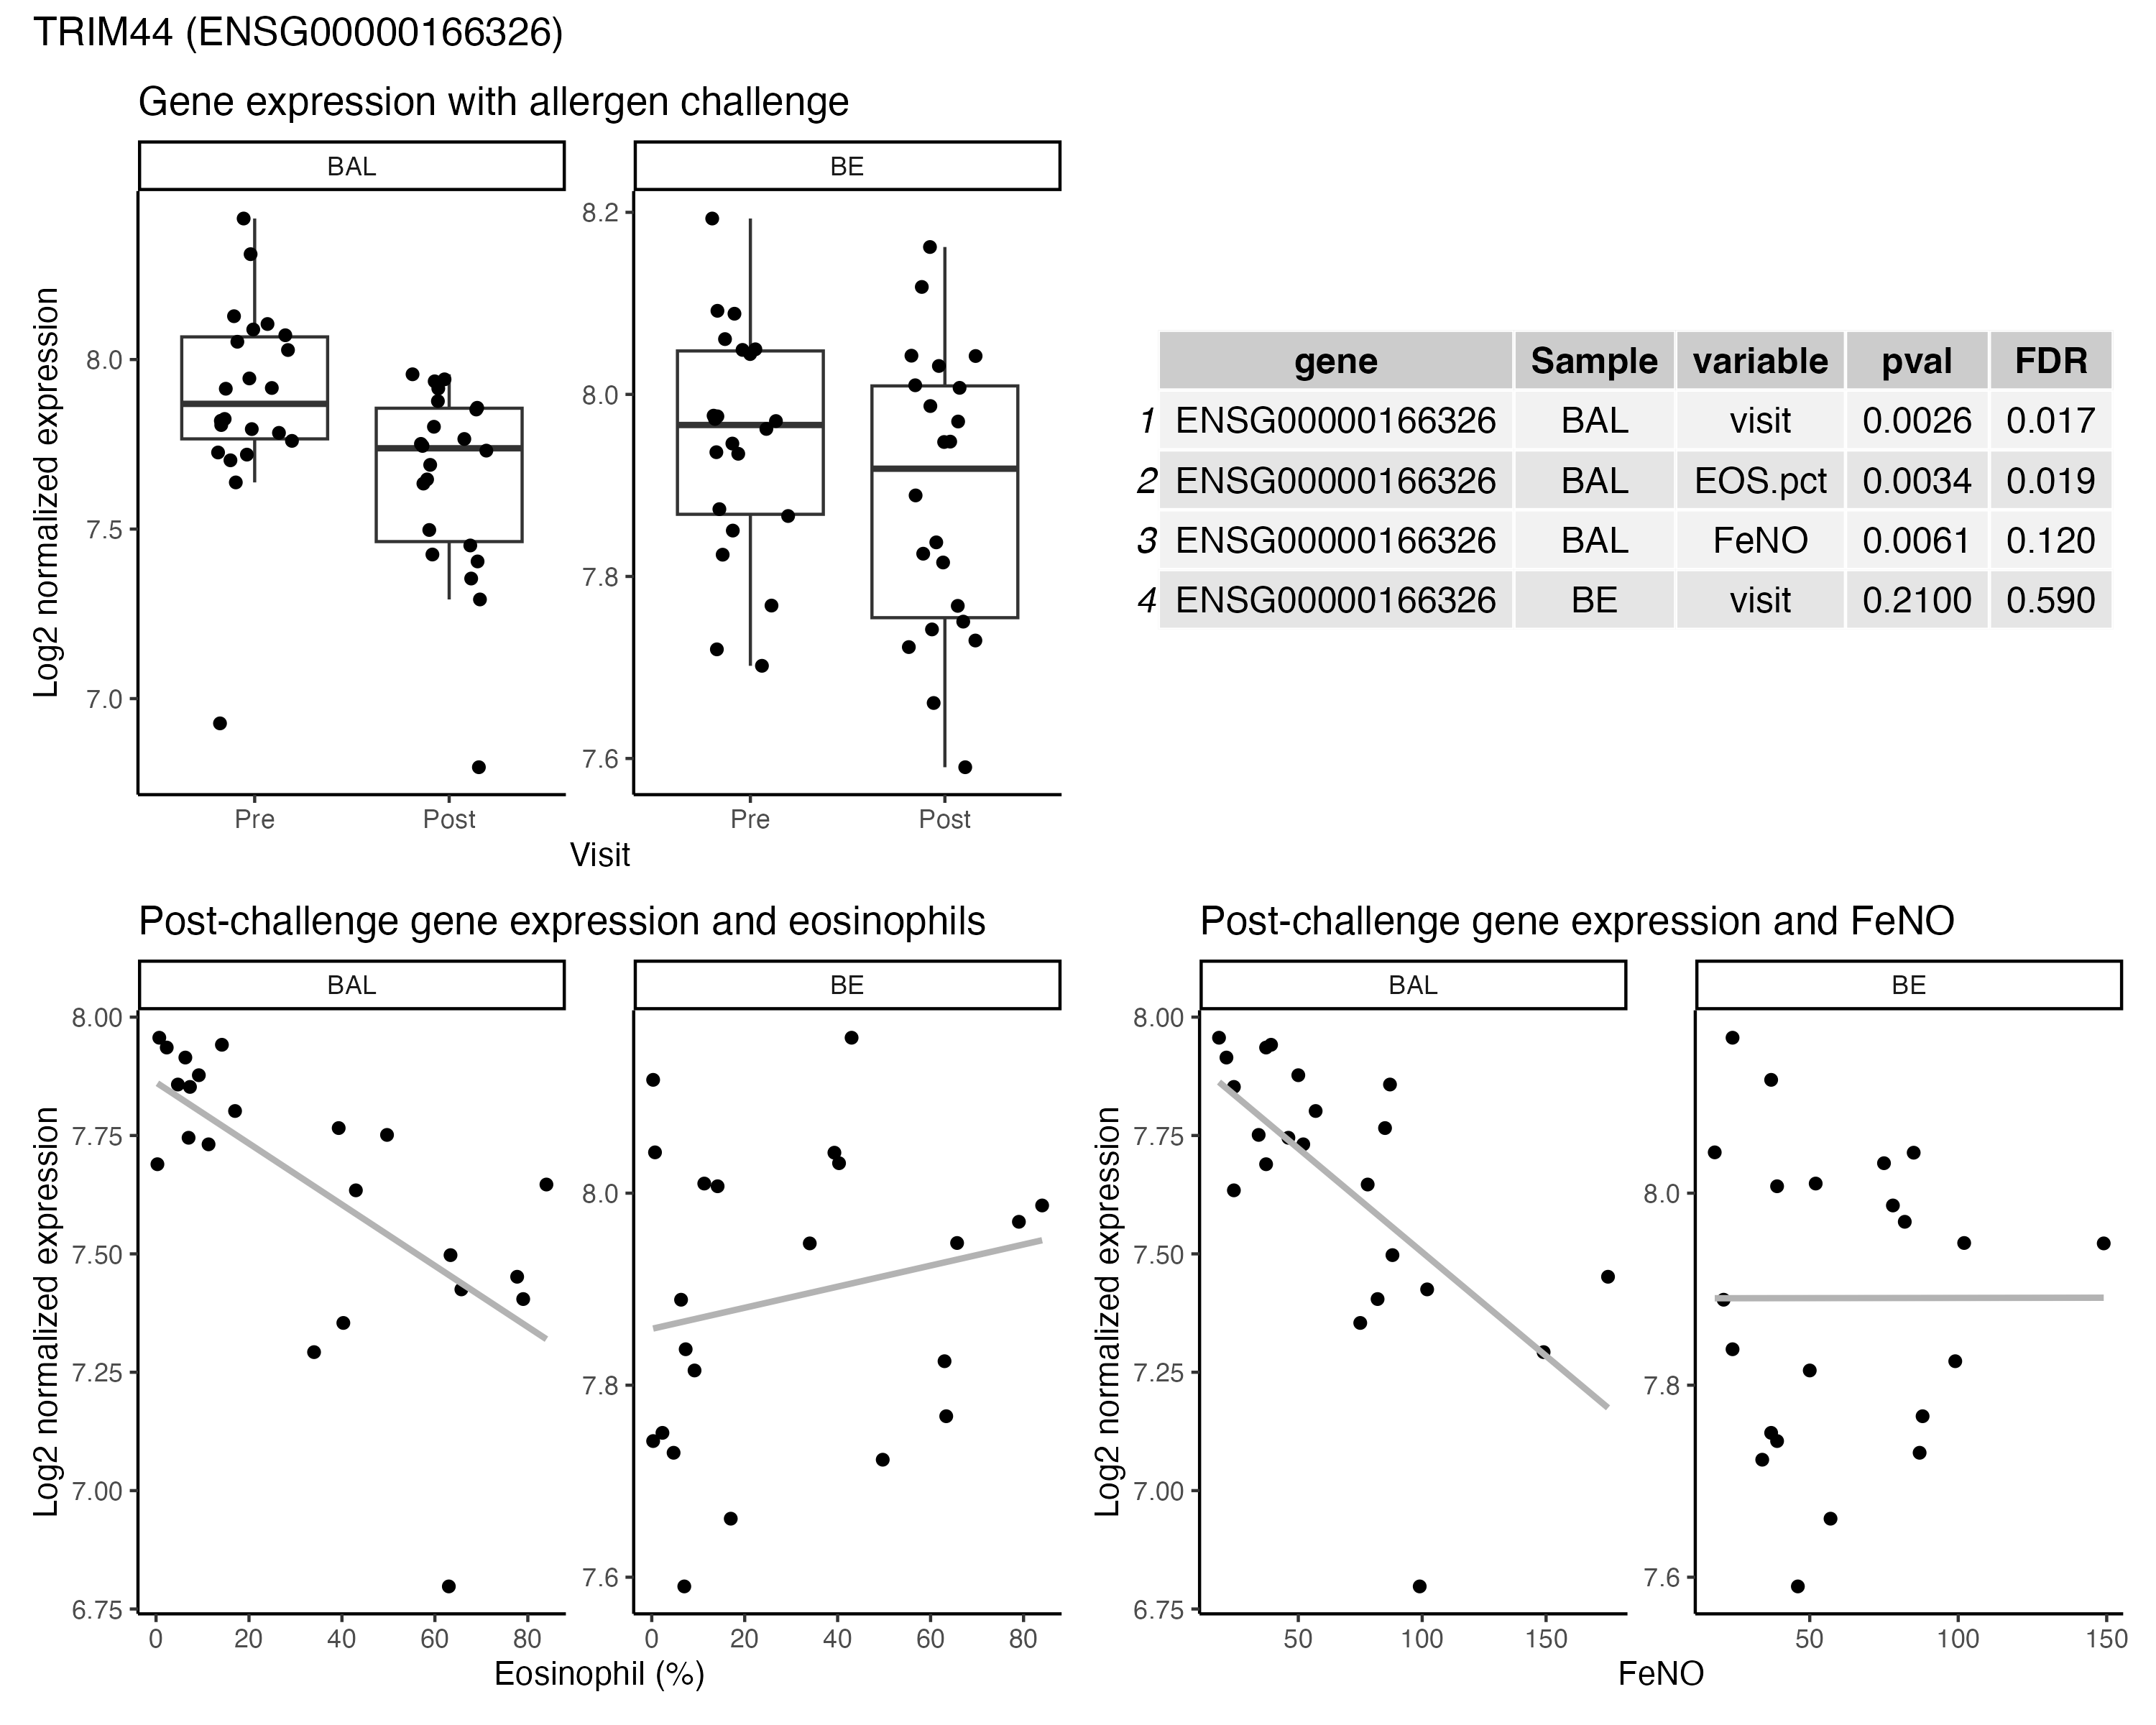 TRIM44 (ENSG00000166326)
Gene expression with allergen challenge
BAL
BE
Log2 normalized expression
8.0
7.5
7.0
8.2
8.0
7.8
7.6
Pre
Post
Pre
Post
Visit
gene Sample variable pval FDR
1 ENSG00000166326 BAL visit 0.0026 0.017
2 ENSG00000166326 BAL EOS.pct 0.0034 0.019
3 ENSG00000166326 BAL FeNO 0.0061 0.120
4 ENSG00000166326 BE visit 0.2100 0.590
Post-challenge gene expression and eosinophils
BAL
BE
Log2 normalized expression
8.00
7.75
7.50
7.25
7.00
6.75
8.0
7.8
7.6
0 20 40 60 80
0 20 40 60 80
Eosinophil (%)
Post-challenge gene expression and FeNO
BAL
BE
Log2 normalized expression
8.00
7.75
7.50
7.25
7.00
6.75
8.0
7.8
7.6
50 100 150
50 100 150
FeNO